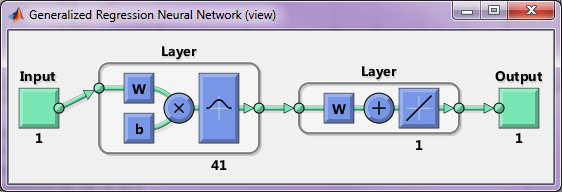 Generalized Regression Neural Network (view)
Layer
Input
W
b
1
41
Layer
W
1
Output
1